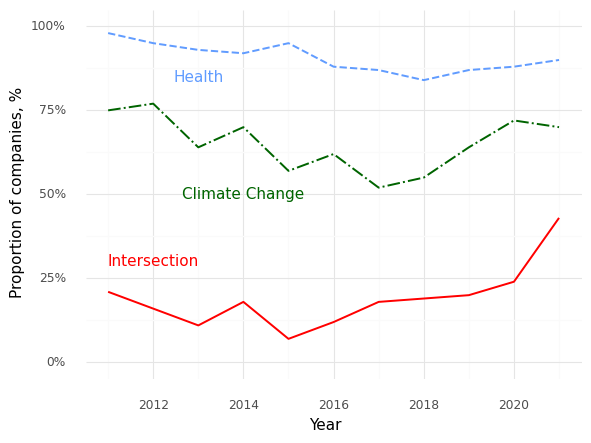 100%
Health
75%
Climate Change
50%
Intersection
25%
0%
2012 2014 2016 2018 2020
Year
Proportion of companies, %